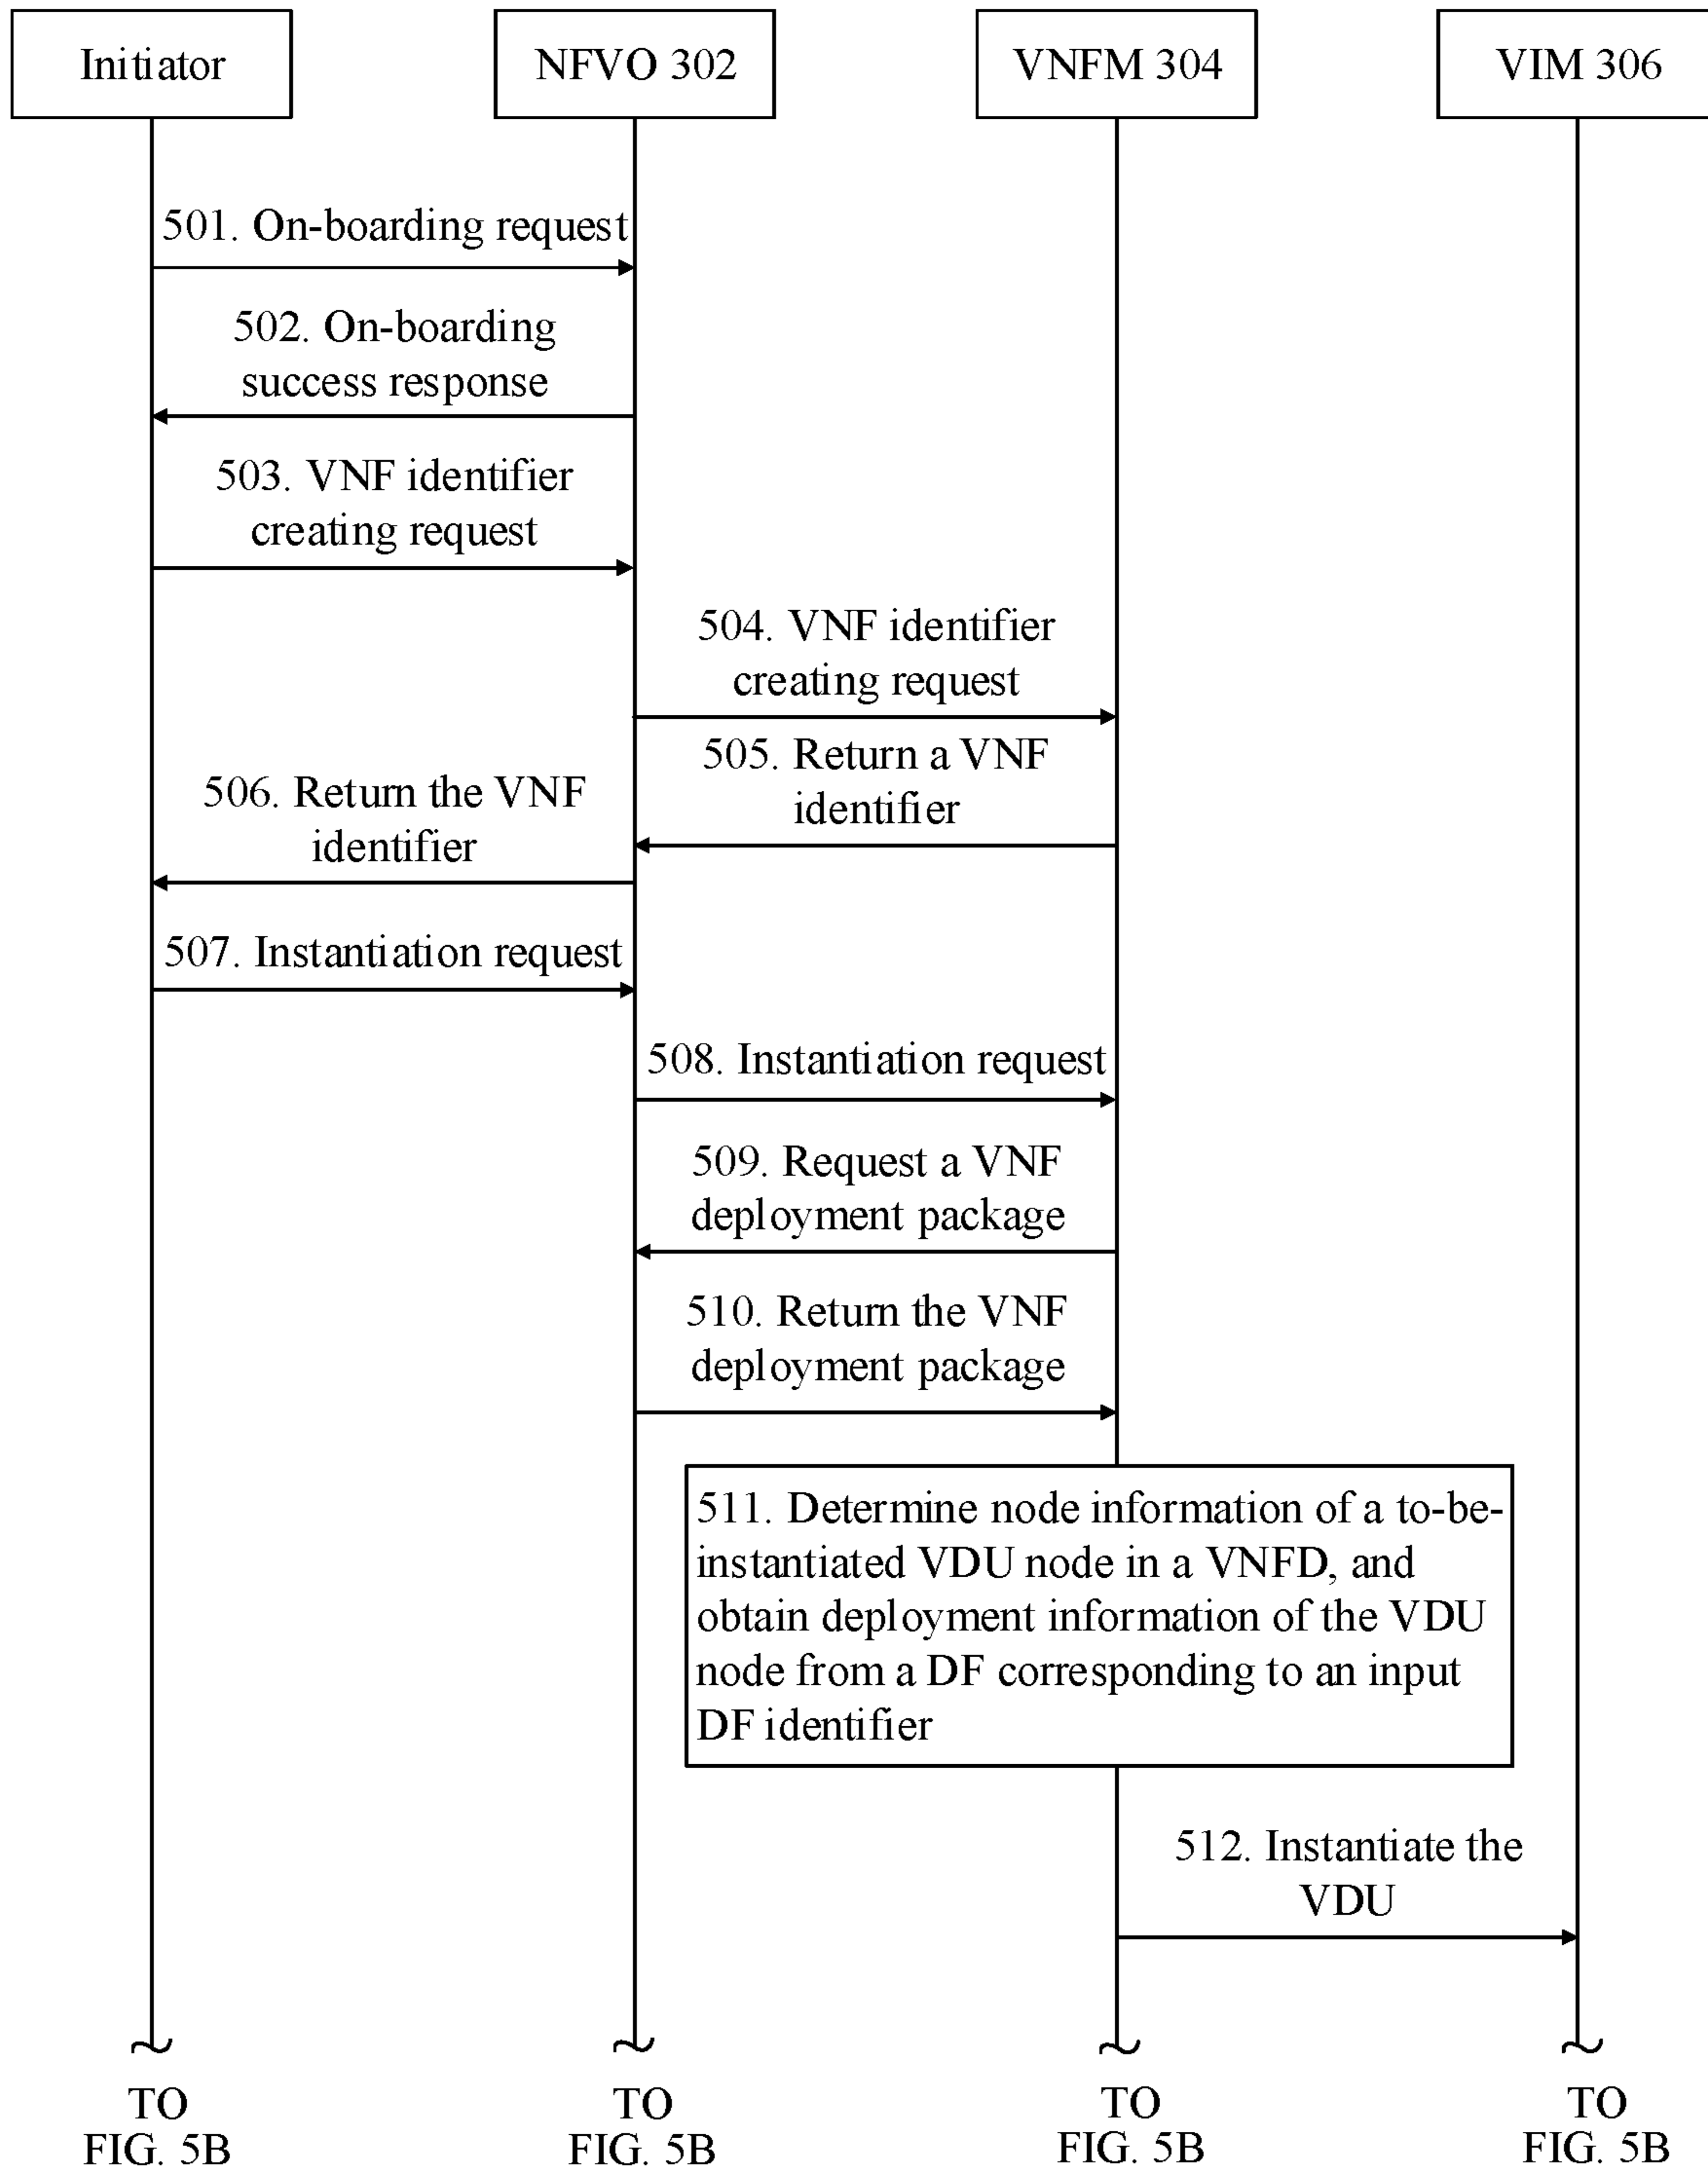 Initiator
NFVO 302
VNFM 304
VIM 306
501. On-boarding request
502. On-boarding
success response
503. VNF identifier
creating request
504. VNF identifier
creating request
505. Return a VNF
identifier
506. Return the VNF
identifier
507. Instantiation request
508. Instantiation request
509. Request a VNF
deployment package
510. Return the VNF
deployment package
511. Determine node information of a to-be-
instantiated VDU node in a VNFD, and
obtain deployment information of the VDU
node from a DF corresponding to an input
DF identifier
512. Instantiate the
VDU
TO
FIG. 5B
TO
FIG. 5B
TO
FIG. 5B
TO
FIG. 5B